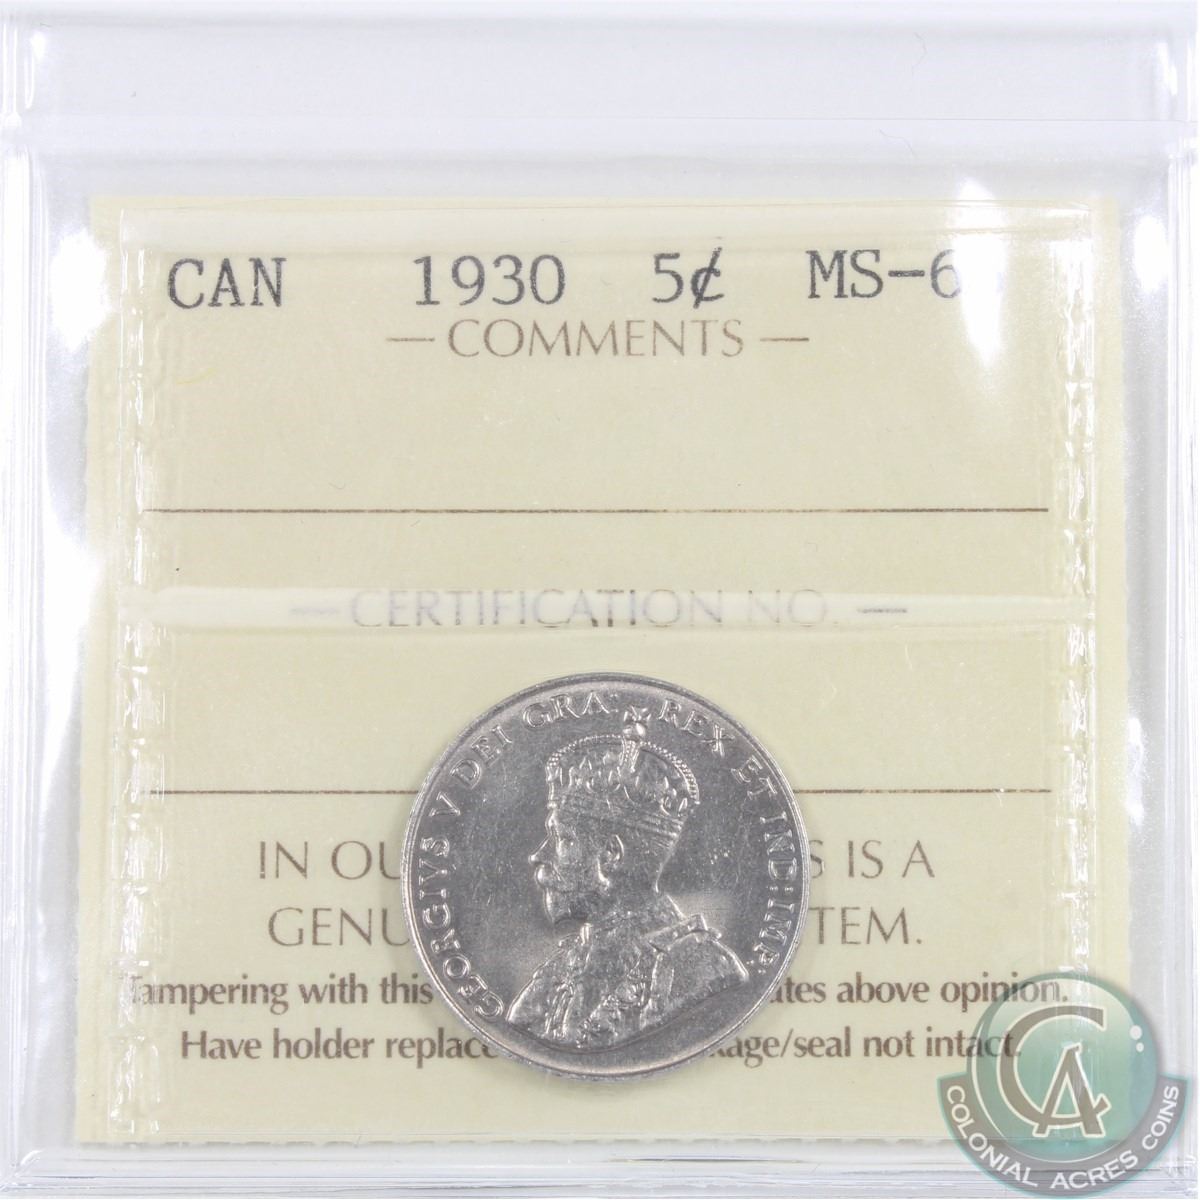 CAN 1930 5¢ MS-6
— COMMENTS —
— CERTIFICATION NO. —
GEORGIVS V DEI GRA: REX ET IND: IMP:
IN OU S IS A
GENU TEM.
Tampering with this ates above opinion.
Have holder replace kage/seal not intact.
CA
COLONIAL ACRES COINS